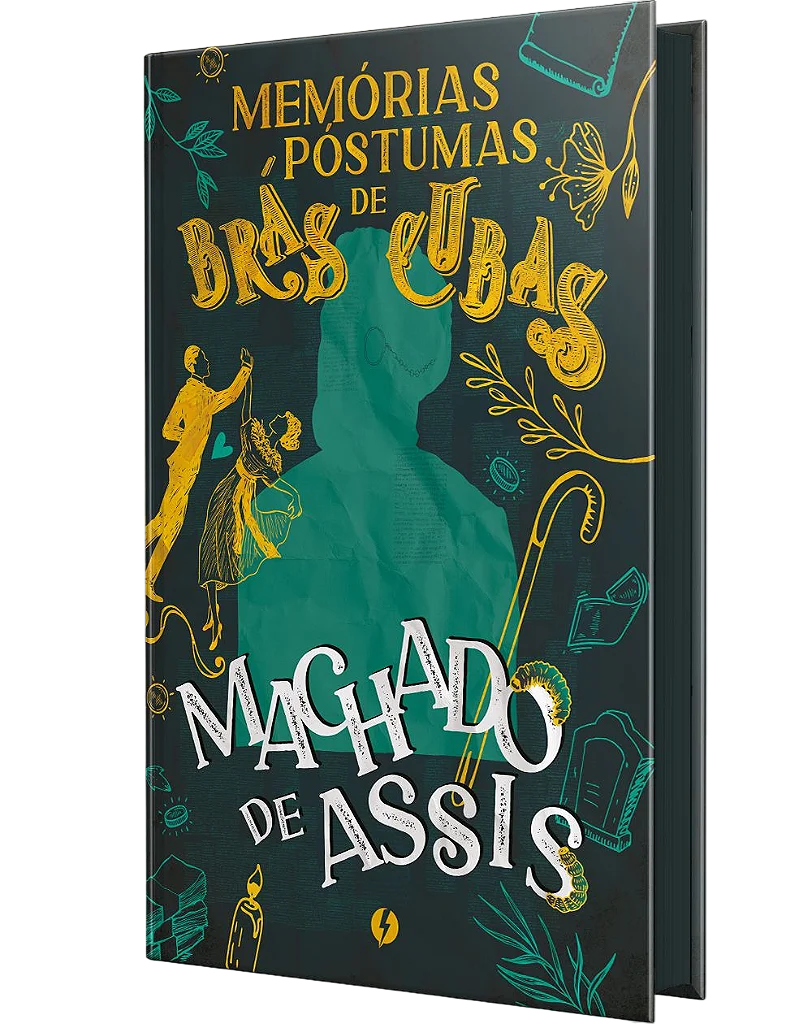 MEMÓRIAS
PÓSTUMAS
DE
BRÁS CUBAS
MACHADO
DE ASSIS